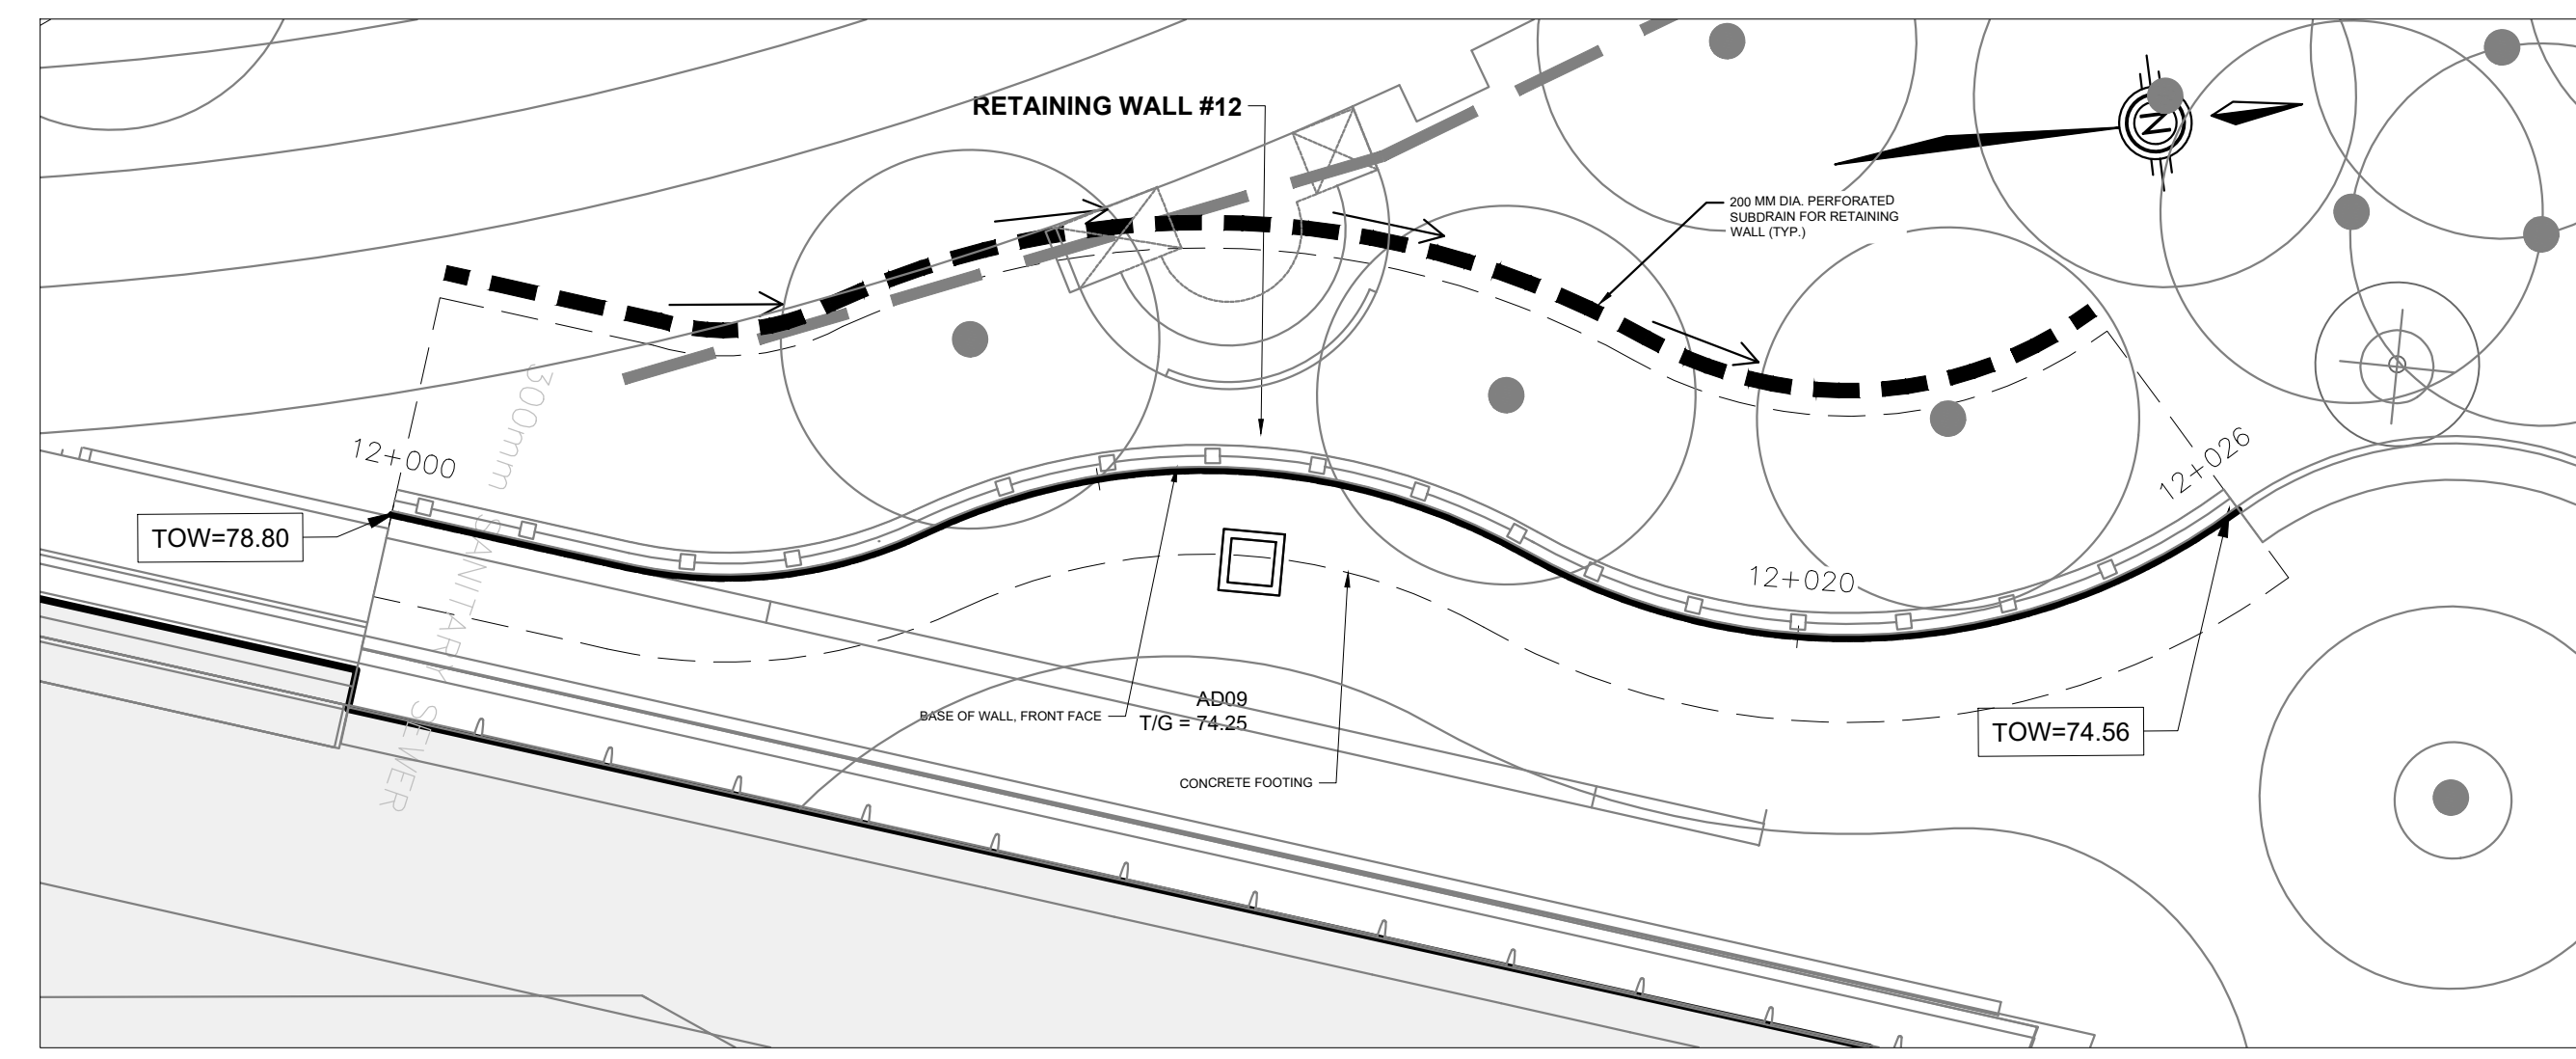 RETAINING WALL #12
N
200 MM DIA. PERFORATED
SUBDRAIN FOR RETAINING
WALL (TYP.)
12+000
300mm SANITARY SEWER
12+026
TOW=78.80
12+020
AD09
T/G = 74.25
BASE OF WALL, FRONT FACE
TOW=74.56
CONCRETE FOOTING